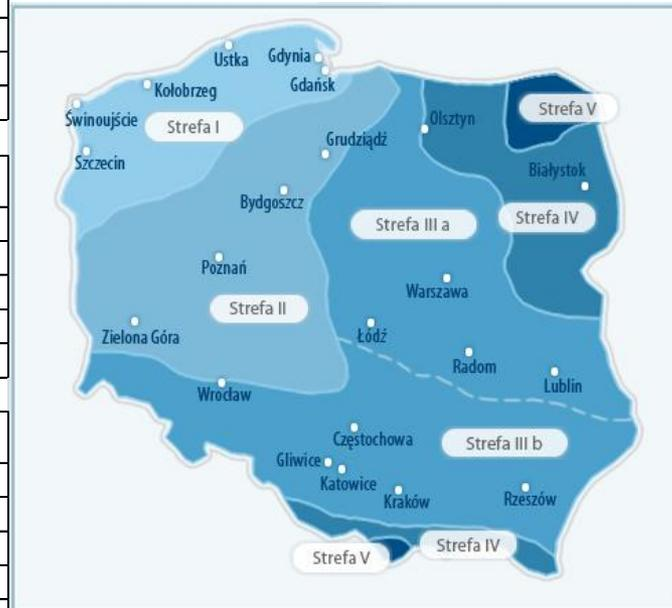 Ustka
Gdynia
Gdańsk
Kołobrzeg
Świnoujście
Strefa I
Szczecin
Strefa V
Olsztyn
Grudziądź
Białystok
Bydgoszcz
Strefa III a
Strefa IV
Poznań
Warszawa
Strefa II
Zielona Góra
Łódź
Radom
Lublin
Wrocław
Częstochowa
Strefa III b
Gliwice
Katowice
Kraków
Rzeszów
Strefa V
Strefa IV